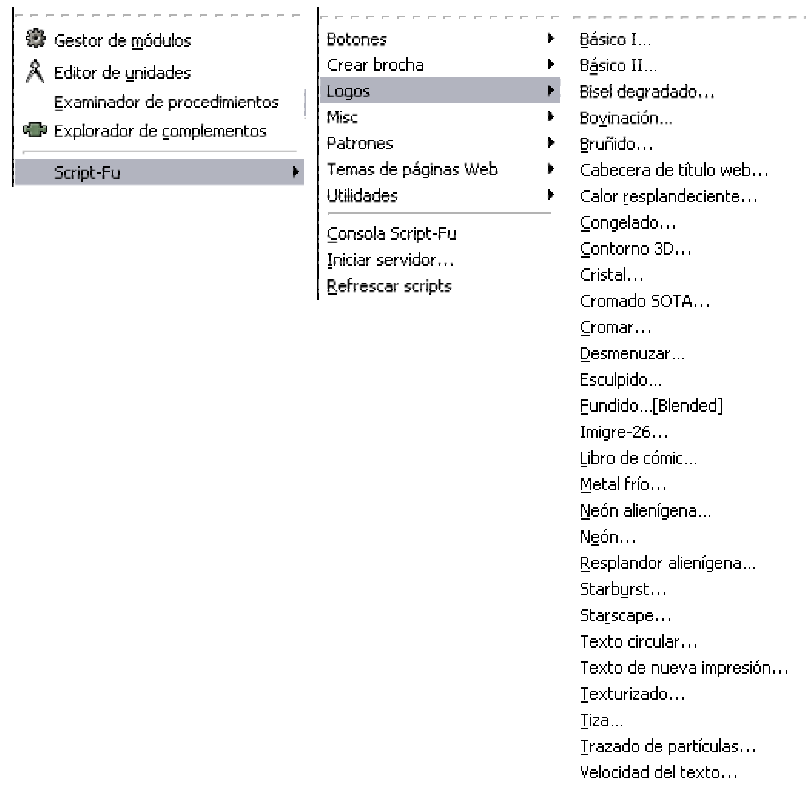 Gestor de módulos
Editor de unidades
Examinador de procedimientos
Explorador de complementos
Script-Fu
Botones
Crear brocha
Logos
Misc
Patrones
Temas de páginas Web
Utilidades
Consola Script-Fu
Iniciar servidor...
Refrescar scripts
Básico I...
Básico II...
Bisel degradado...
Bovinación...
Bruñido...
Cabecera de título web...
Calor resplandeciente...
Congelado...
Contorno 3D...
Cristal...
Cromado SOTA...
Cromar...
Desmenuzar...
Esculpido...
Fundido...[Blended]
Imigre-26...
Libro de cómic...
Metal frío...
Neón alienígena...
Neón...
Resplandor alienígena...
Starburst...
Starscape...
Texto circular...
Texto de nueva impresión...
Texturizado...
Tiza...
Trazado de partículas...
Velocidad del texto...